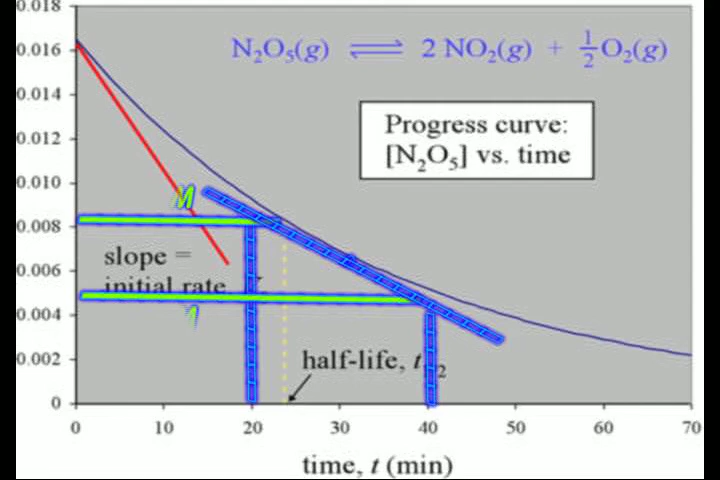 0.018
N₂O₅(g) ⇌ 2 NO₂(g) + ½O₂(g)
0.016
0.014
Progress curve:
0.012
[N₂O₅] vs. time
0.010
0.008
slope =
0.006
initial rate
0.004
half-life, t
0.002
0
0 10 20 30 40 50 60 70
time, t (min)